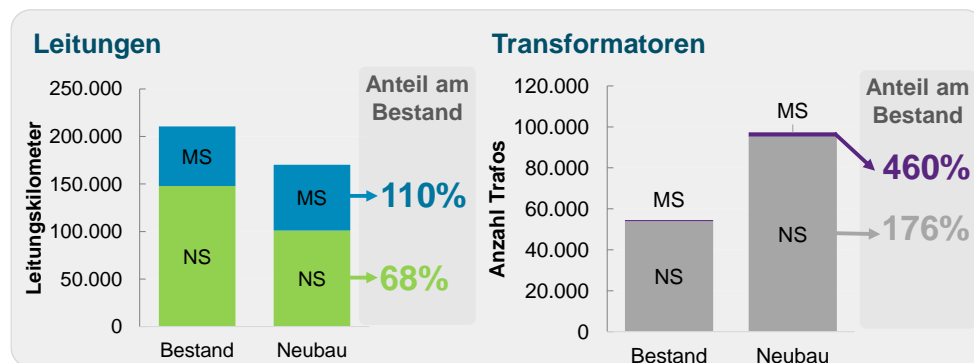 Leitungen
Leitungskilometer
250.000
200.000
150.000
100.000
50.000
0
MS
NS
MS
NS
Bestand
Neubau
Anteil am
Bestand
110%
68%
Transformatoren
Anzahl Trafos
120.000
100.000
80.000
60.000
40.000
20.000
0
MS
NS
MS
NS
Bestand
Neubau
Anteil am
Bestand
460%
176%